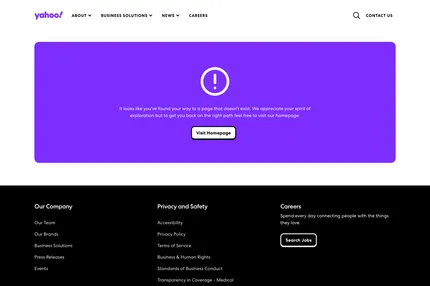 yahoo!
ABOUT
BUSINESS SOLUTIONS
NEWS
CAREERS
CONTACT US
It looks like you've found your way to a page that doesn't exist. We appreciate your spirit of
exploration but to get you back on the right path feel free to visit our homepage
Visit Homepage
Our Company
Our Team
Our Brands
Business Solutions
Press Releases
Events
Privacy and Safety
Accessibility
Privacy Policy
Terms of Service
Business & Human Rights
Standards of Business Conduct
Transparency in Coverage - Medical
Careers
Spend every day connecting people with the things
they love.
Search Jobs